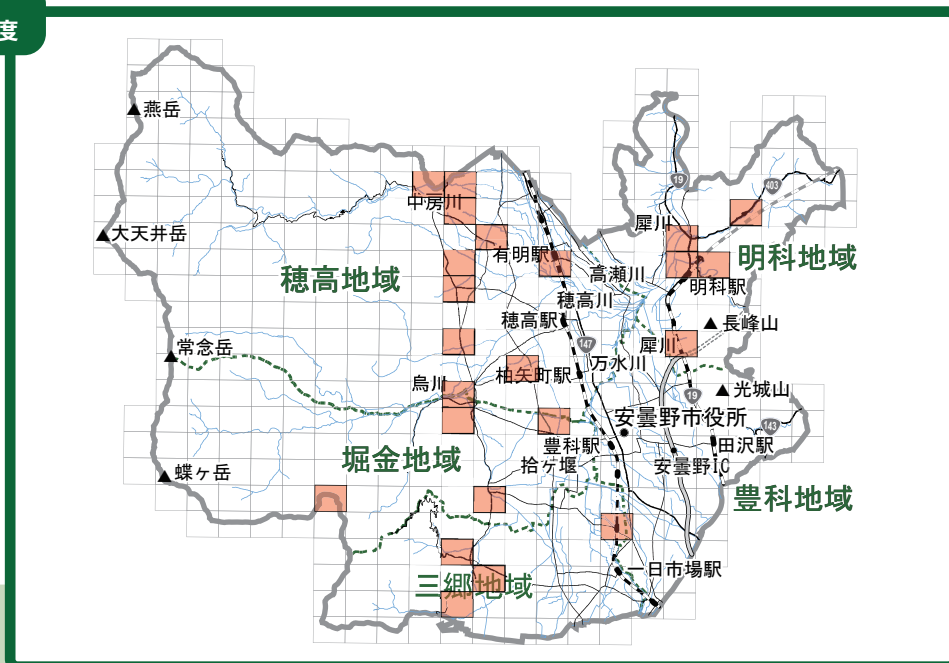 度
燕岳
19
403
中房川
犀川
大天井岳
有明駅
明科地域
高瀬川
穂高地域
明科駅
穂高川
穂高駅
長峰山
147
犀川
常念岳
万水川
柏矢町駅
烏川
19
光城山
安曇野市役所
143
豊科駅
田沢駅
堀金地域
拾ヶ堰
安曇野IC
蝶ヶ岳
豊科地域
一日市場駅
三郷地域